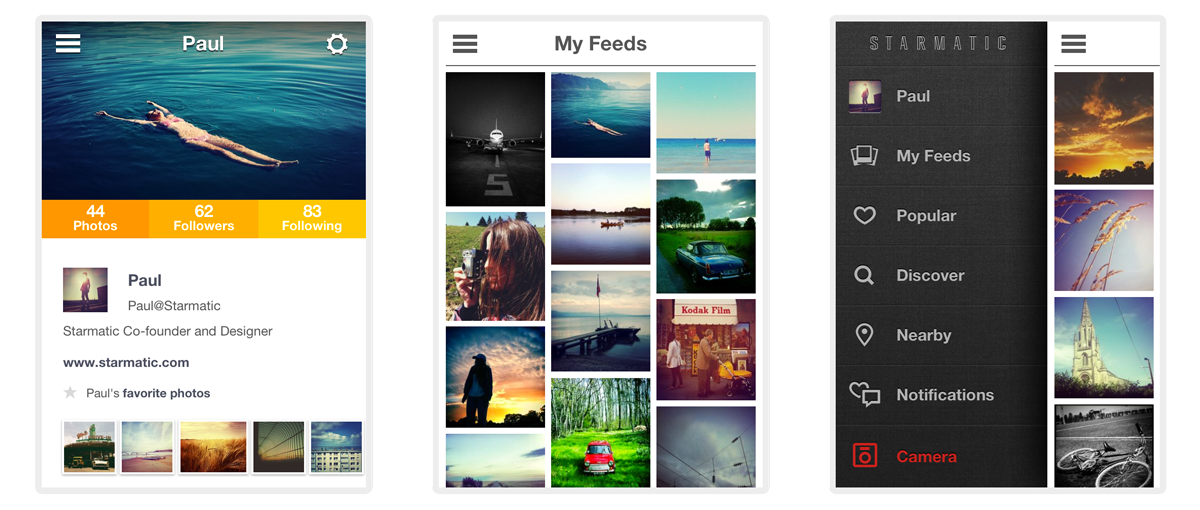 Paul
44
Photos
62
Followers
83
Following
Paul
Paul@Starmatic
Starmatic Co-founder and Designer
www.starmatic.com
Paul's favorite photos
My Feeds
5
Kodak Film
STARMATIC
Paul
My Feeds
Popular
Discover
Nearby
Notifications
Camera